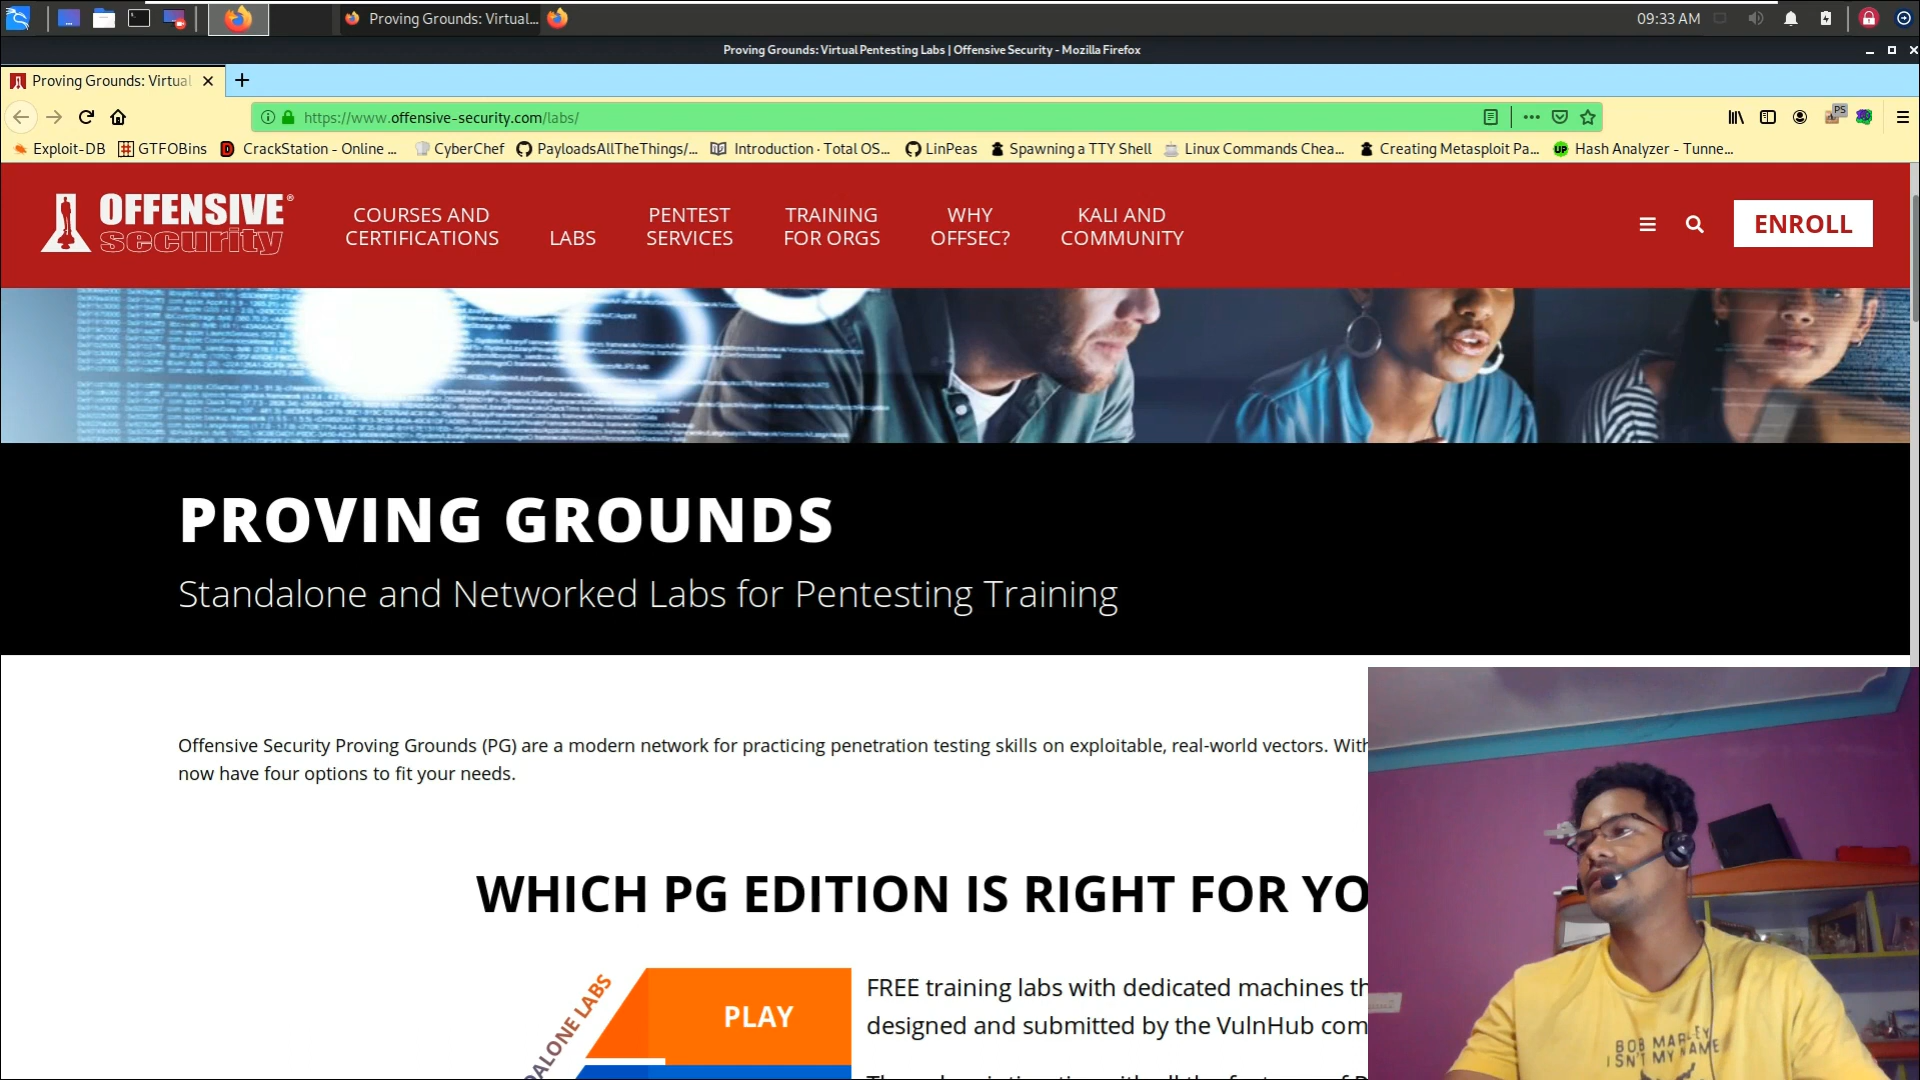 Proving Grounds: Virtual...
09:33 AM
Proving Grounds: Virtual Pentesting Labs | Offensive Security - Mozilla Firefox
Proving Grounds: Virtual
https://www.offensive-security.com/labs/
PS
Exploit-DB GTFOBins CrackStation - Online ... CyberChef PayloadsAllTheThings/... Introduction · Total OS... LinPeas Spawning a TTY Shell Linux Commands Chea... Creating Metasploit Pa... UP Hash Analyzer - Tunne...
OFFENSIVE®
security
COURSES AND
CERTIFICATIONS
LABS
PENTEST
SERVICES
TRAINING
FOR ORGS
WHY
OFFSEC?
KALI AND
COMMUNITY
ENROLL
PROVING GROUNDS
Standalone and Networked Labs for Pentesting Training
Offensive Security Proving Grounds (PG) are a modern network for practicing penetration testing skills on exploitable, real-world vectors. With
now have four options to fit your needs.
WHICH PG EDITION IS RIGHT FOR YO
PLAY
FREE training labs with dedicated machines th
designed and submitted by the VulnHub com
DALONE LABS
BOB MARLEY
ISN'T MY NAME